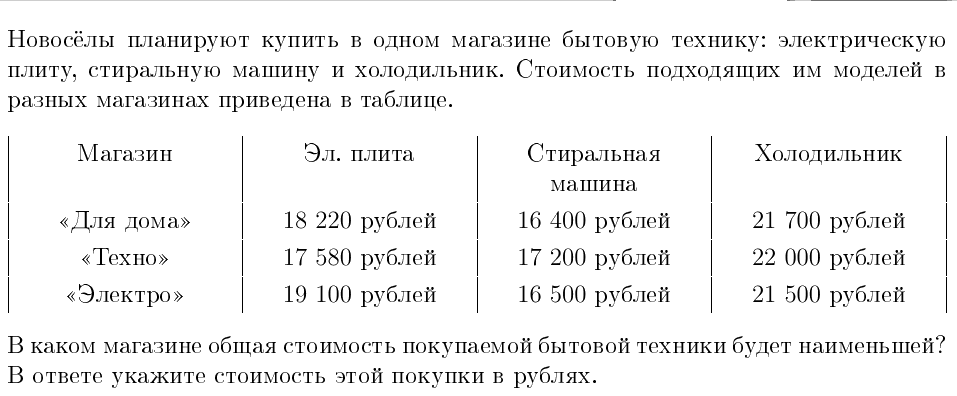 Новосёлы планируют купить в одном магазине бытовую технику: электрическую
плиту, стиральную машину и холодильник. Стоимость подходящих им моделей в
разных магазинах приведена в таблице.
Магазин Эл. плита Стиральная Холодильник
машина
«Для дома» 18 220 рублей 16 400 рублей 21 700 рублей
«Техно» 17 580 рублей 17 200 рублей 22 000 рублей
«Электро» 19 100 рублей 16 500 рублей 21 500 рублей
В каком магазине общая стоимость покупаемой бытовой техники будет наименьшей?
В ответе укажите стоимость этой покупки в рублях.